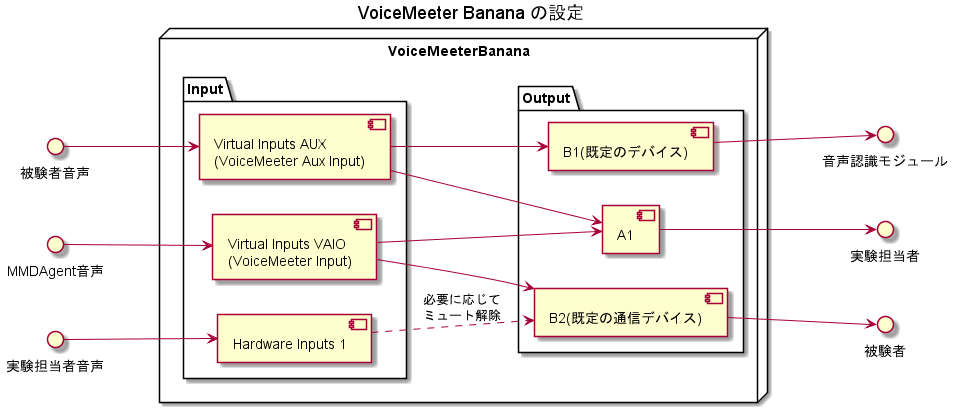 VoiceMeeter Banana の設定
VoiceMeeterBanana
Input
Output
Virtual Inputs AUX
(VoiceMeeter Aux Input)
B1(既定のデバイス)
被験者音声
音声認識モジュール
Virtual Inputs VAIO
(VoiceMeeter Input)
A1
MMDAgent音声
実験担当者
必要に応じて
ミュート解除
Hardware Inputs 1
B2(既定の通信デバイス)
実験担当者音声
被験者